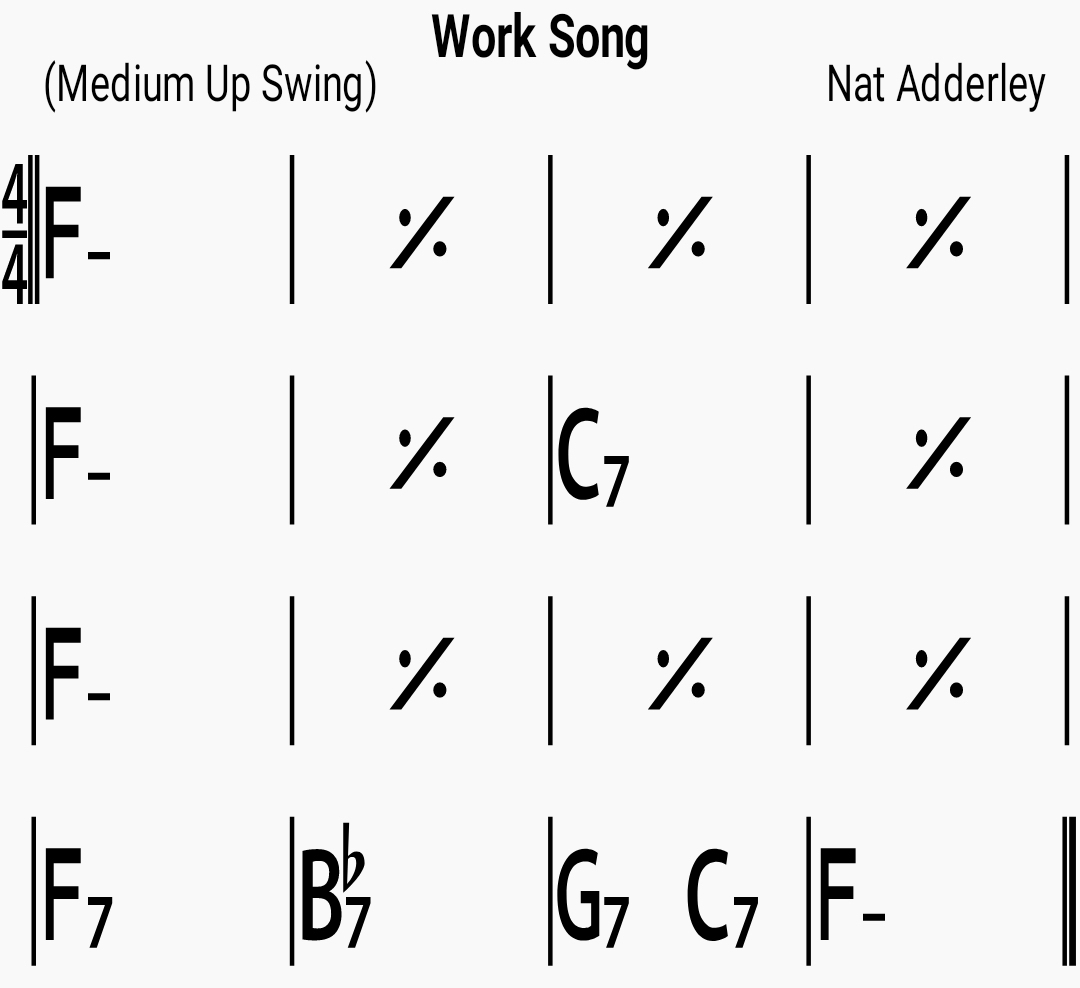 Work Song
(Medium Up Swing) Nat Adderley
4/4 F– 𝄎 𝄎 𝄎
F– 𝄎 C7 𝄎
F– 𝄎 𝄎 𝄎
F7 B♭7 G7 C7 F–